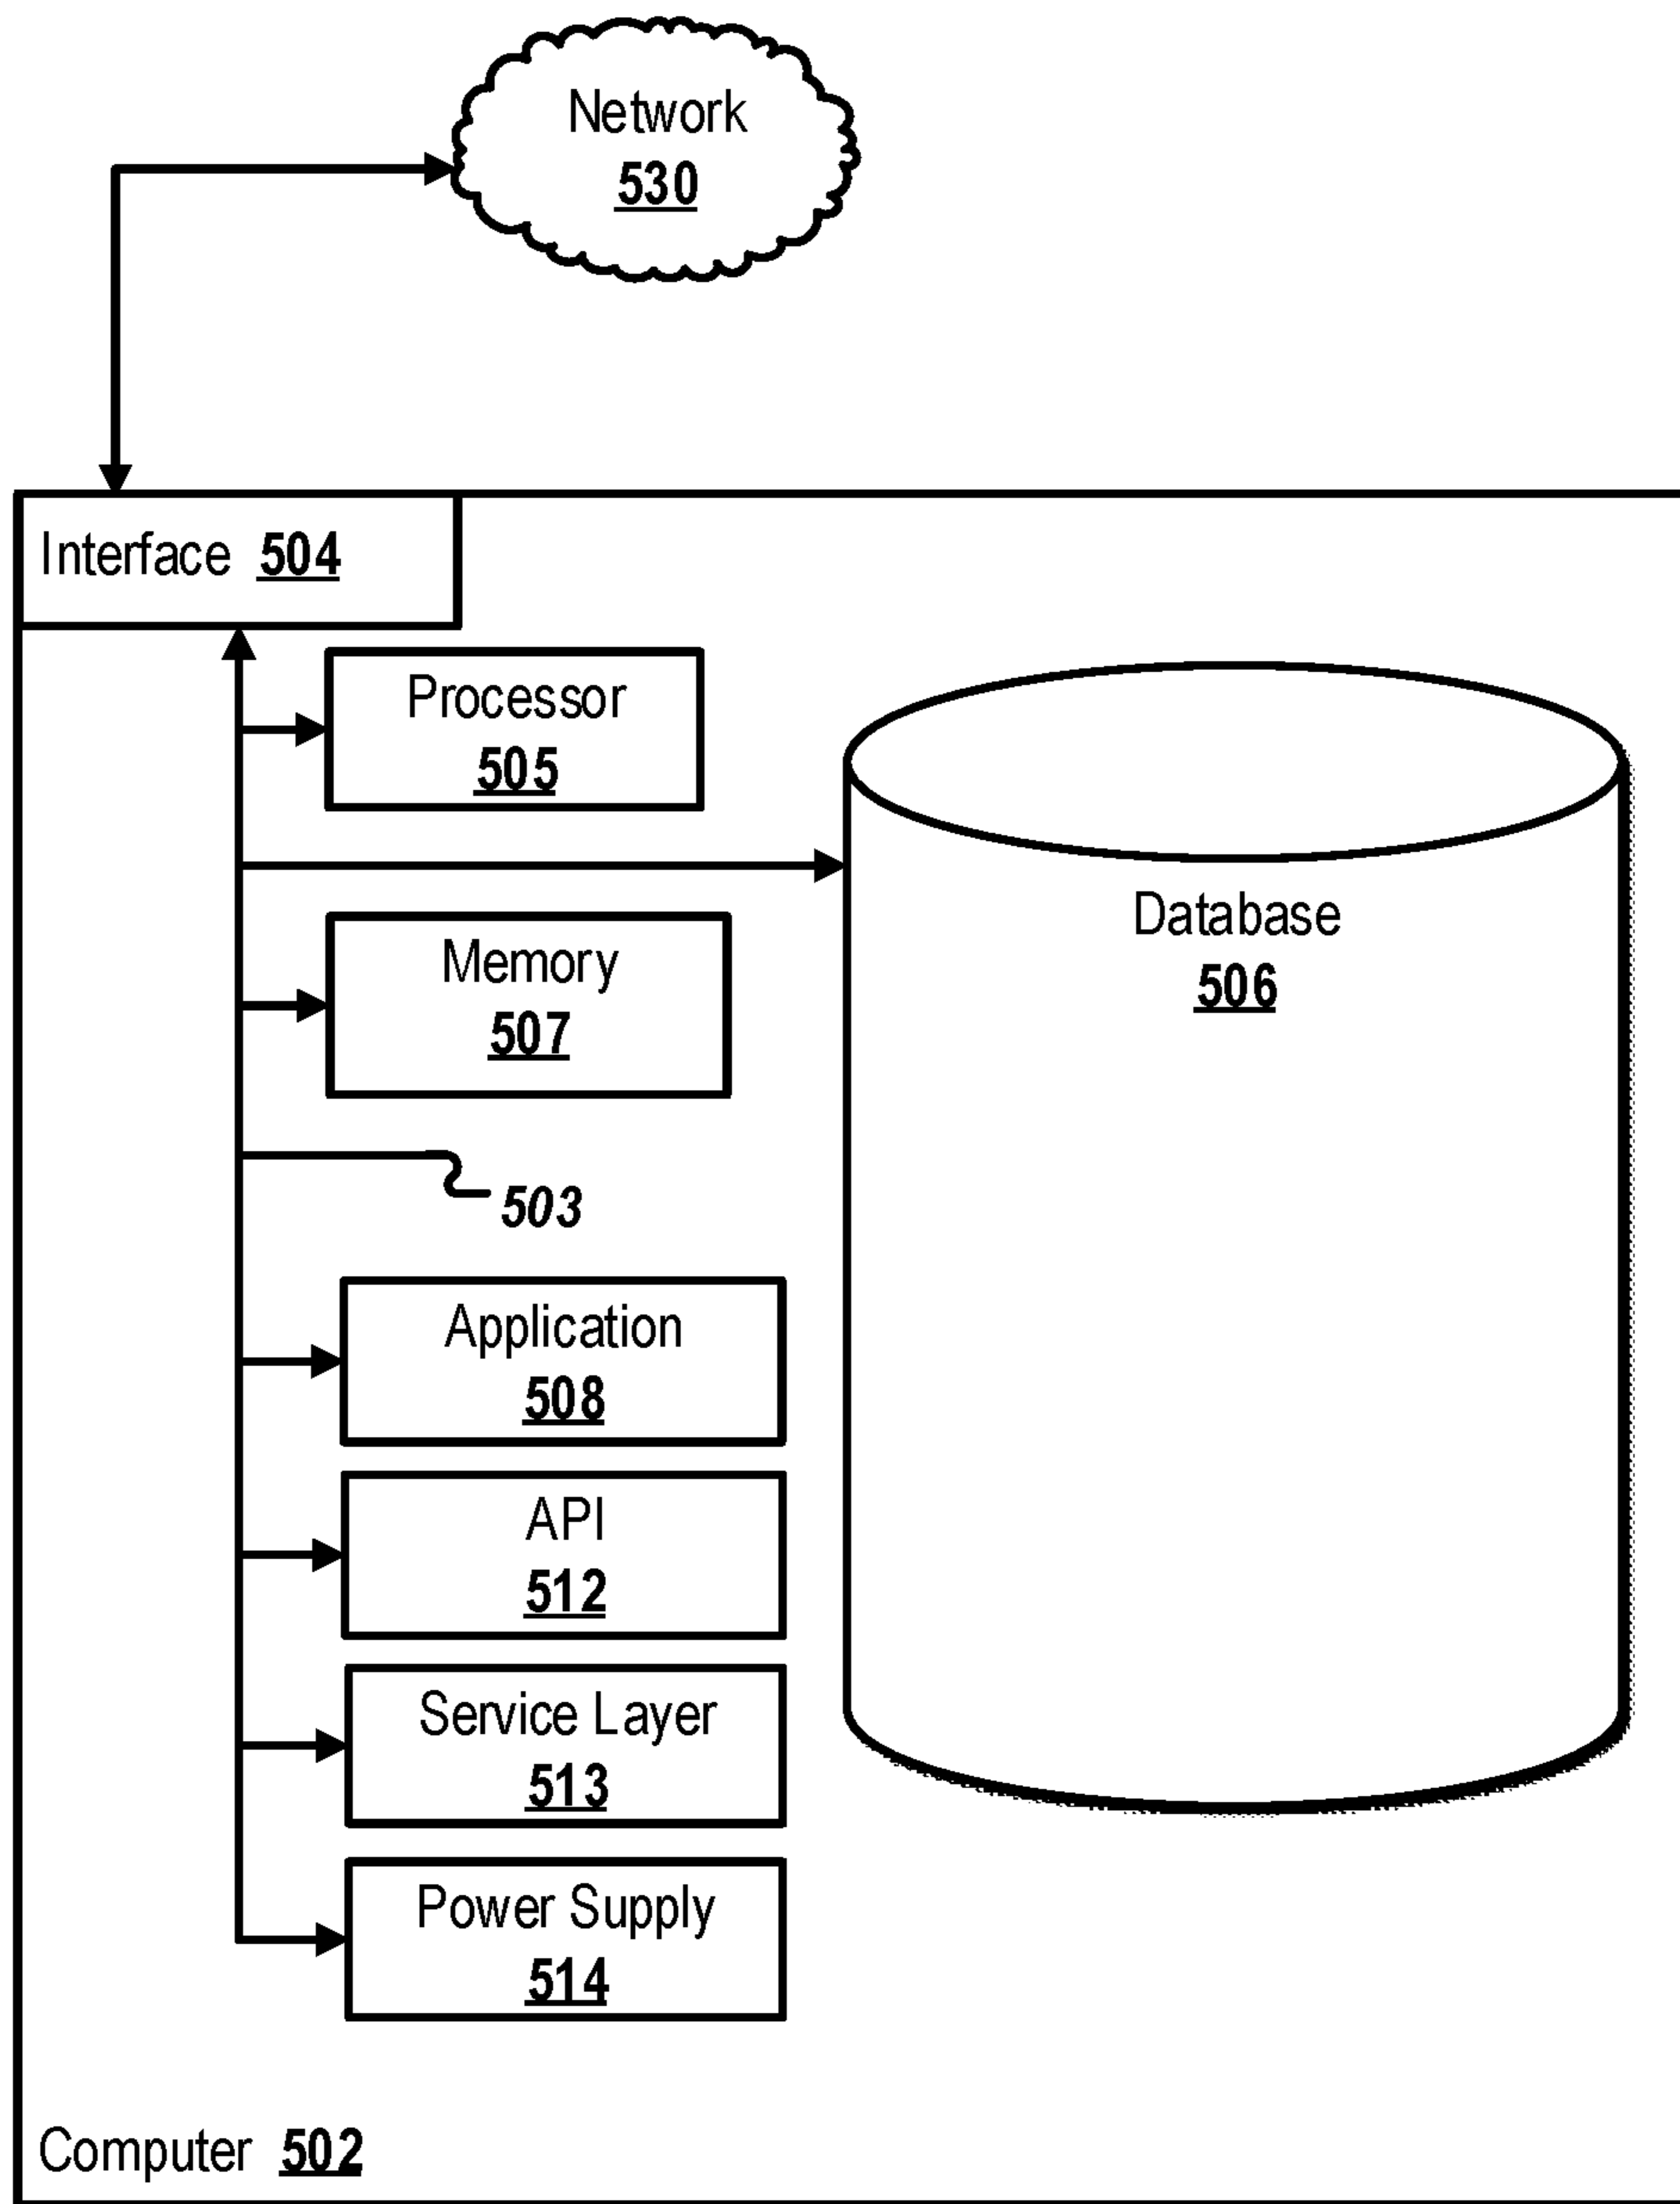 Network
530
Interface 504
Processor
505
Database
506
Memory
507
503
Application
508
API
512
Service Layer
513
Power Supply
514
Computer 502